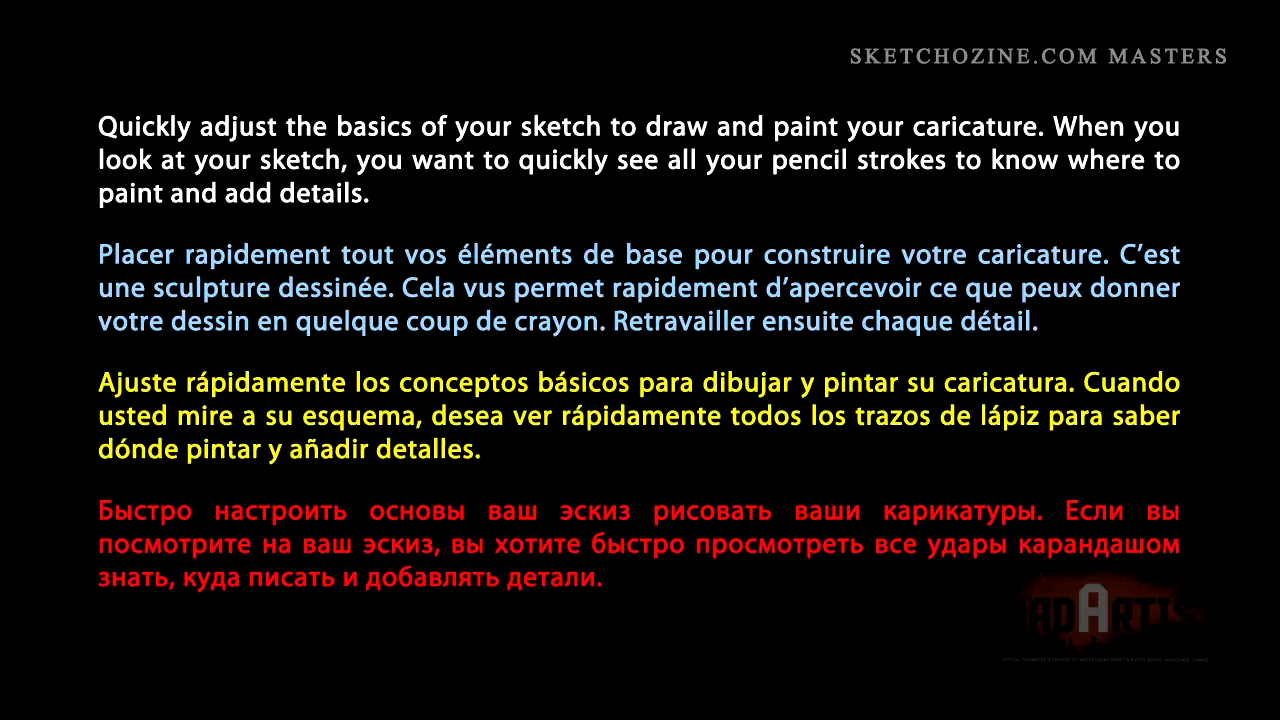 SKETCHOZINE.COM MASTERS
Quickly adjust the basics of your sketch to draw and paint your caricature. When you
look at your sketch, you want to quickly see all your pencil strokes to know where to
paint and add details.
Placer rapidement tout vos éléments de base pour construire votre caricature. C’est
une sculpture dessinée. Cela vus permet rapidement d’apercevoir ce que peux donner
votre dessin en quelque coup de crayon. Retravailler ensuite chaque détail.
Ajuste rápidamente los conceptos básicos para dibujar y pintar su caricatura. Cuando
usted mire a su esquema, desea ver rápidamente todos los trazos de lápiz para saber
dónde pintar y añadir detalles.
Быстро настроить основы ваш эскиз рисовать ваши карикатуры. Если вы
посмотрите на ваш эскиз, вы хотите быстро просмотреть все удары карандашом
знать, куда писать и добавлять детали.